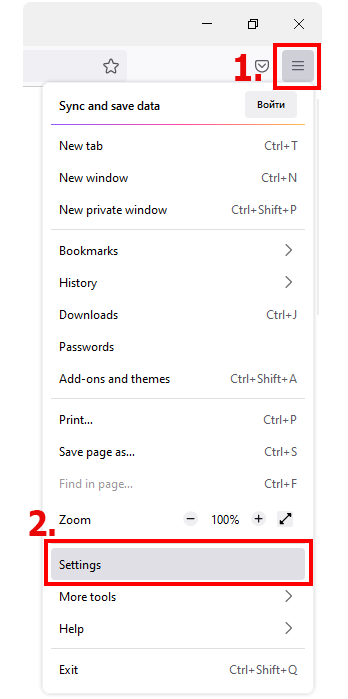 1.
Sync and save data Войти
New tab Ctrl+T
New window Ctrl+N
New private window Ctrl+Shift+P
Bookmarks
History
Downloads Ctrl+J
Passwords
Add-ons and themes Ctrl+Shift+A
Print... Ctrl+P
Save page as... Ctrl+S
Find in page... Ctrl+F
Zoom − 100% +
2.
Settings
More tools
Help
Exit Ctrl+Shift+Q